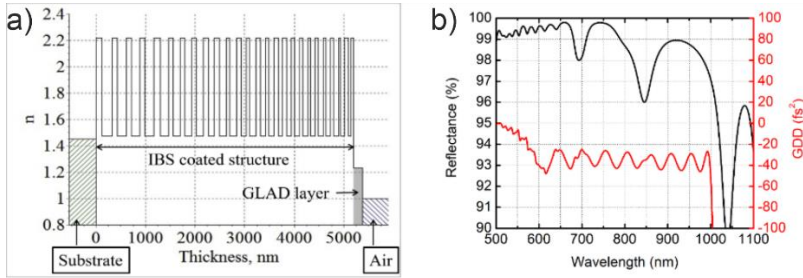 a)
n
2.4
2.2
2.0
1.8
1.6
1.4
1.2
1
0.8
IBS coated structure
GLAD layer
Substrate
Air
0 1000 2000 3000 4000 5000
Thickness, nm
b)
Reflectance (%)
100
99
98
97
96
95
94
93
92
91
90
100
80
60
40
20
0
-20
-40
-60
-80
-100
GDD (fs²)
500 600 700 800 900 1000 1100
Wavelength (nm)